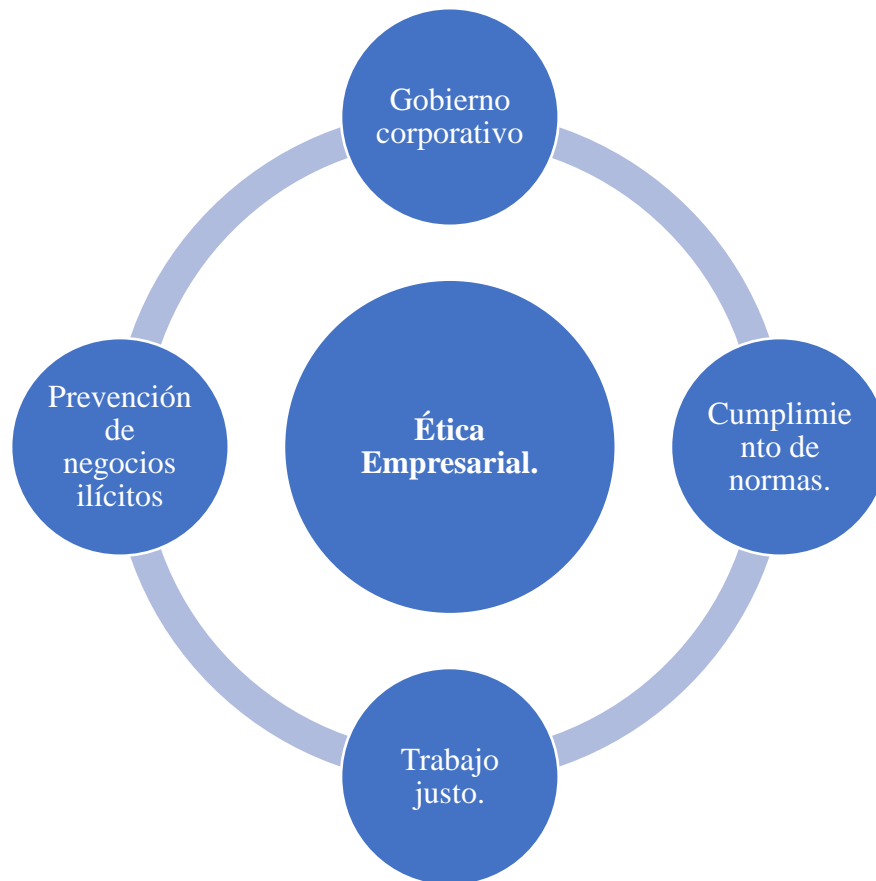 Gobierno
corporativo
Prevención
de
negocios
ilícitos
Ética
Empresarial.
Cumplimie
nto de
normas.
Trabajo
justo.